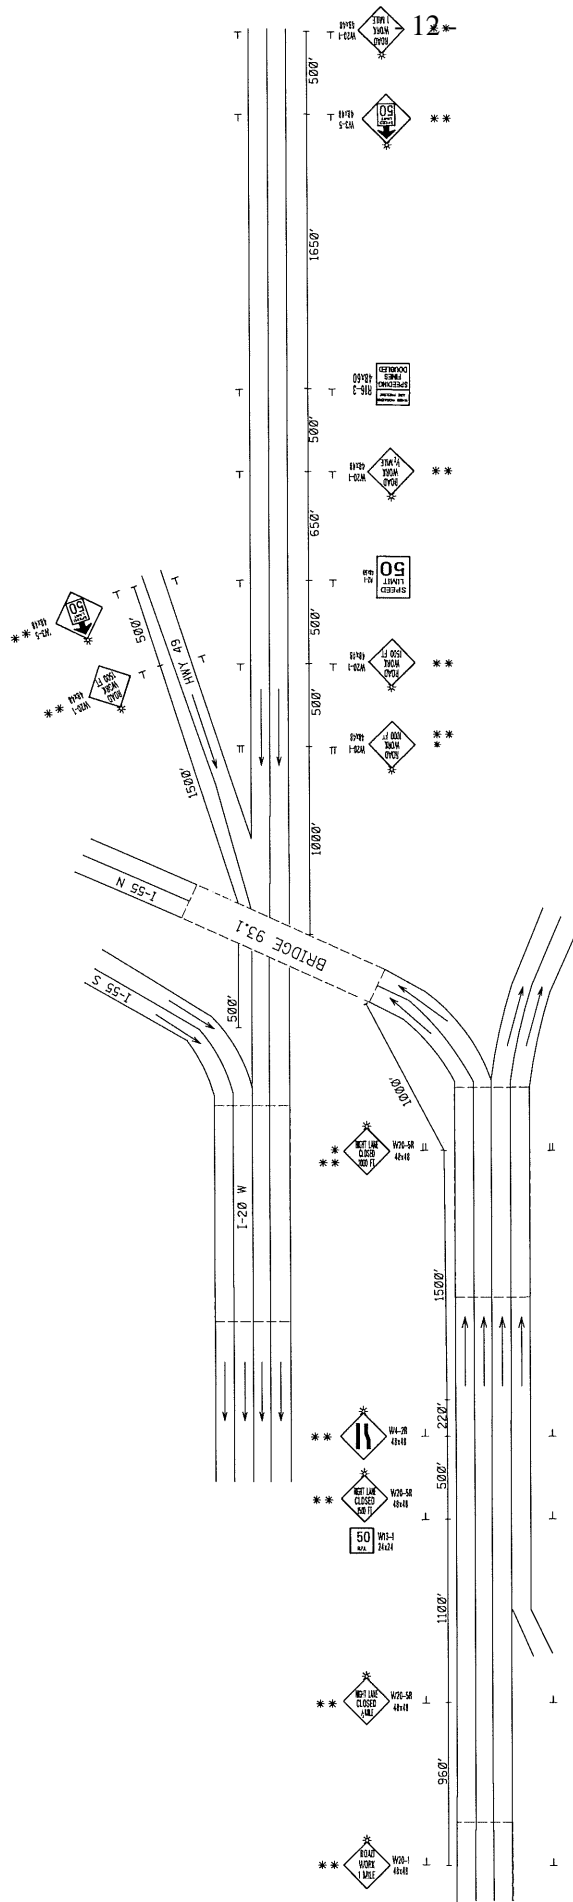 - 12 -
ROAD
WORK
1 MILE
W20-1
48x48
**
500'
SPEED
LIMIT
50
W3-5
48x48
**
1650'
SPEEDING
FINES
DOUBLED
R16-3
48x60
500'
ROAD
WORK
½ MILE
W20-1
48x48
**
650'
SPEED
LIMIT
50
500'
ROAD
WORK
1500 FT
W20-1
48x48
**
500'
ROAD
WORK
1000 FT
W20-1
48x48
**
*
1000'
50
W3-5
48x48
**
500'
ROAD
WORK
1500 FT
W20-1
48x48
**
HWY 49
1500'
I-55 N
BRIDGE 93.1
I-55 S
500'
1000'
RIGHT LANE
CLOSED
1000 FT
W20-5R
48x48
*
**
I-20 W
1500'
220'
W4-2R
48x48
**
500'
RIGHT LANE
CLOSED
1500 FT
W20-5R
48x48
**
50
M.P.H.
W13-1
24x24
1100'
RIGHT LANE
CLOSED
½ MILE
W20-5R
48x48
**
960'
ROAD
WORK
1 MILE
W20-1
48x48
**